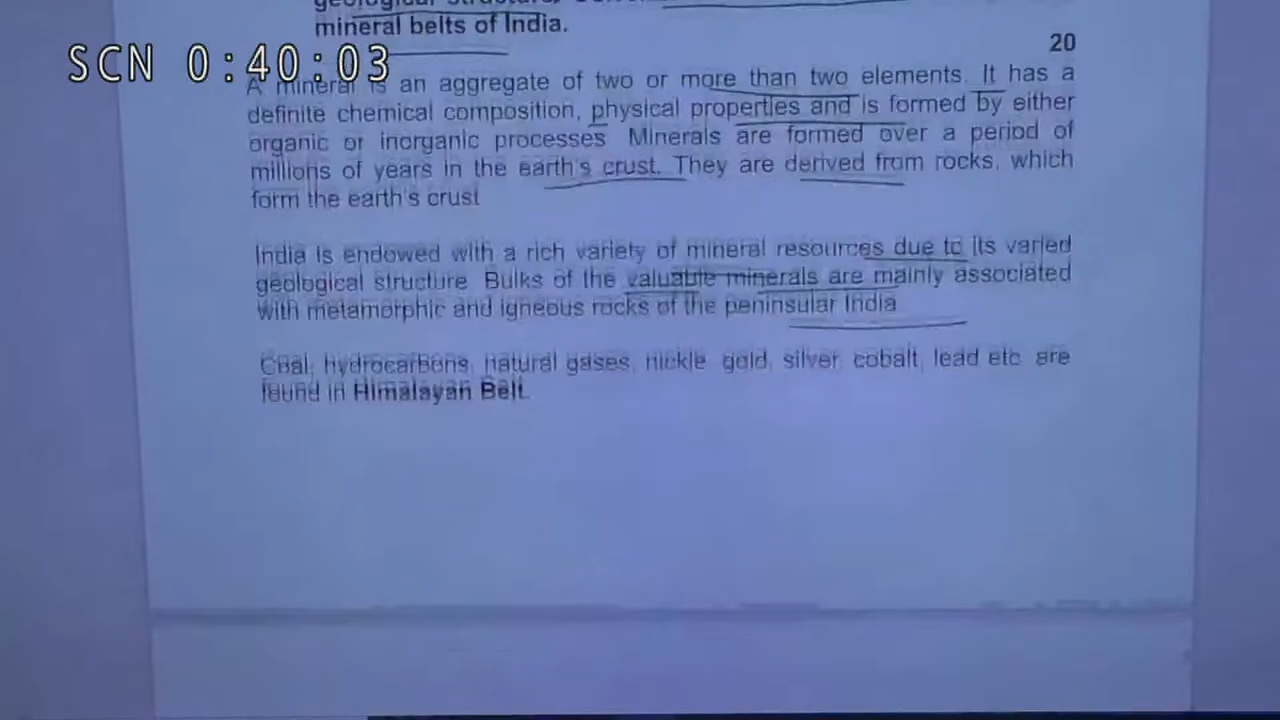 mineral belts of India.
20
SCN 0:40:03
A mineral is an aggregate of two or more than two elements. It has a
definite chemical composition, physical properties and is formed by either
organic or inorganic processes Minerals are formed over a period of
millions of years in the earth's crust. They are derived from rocks, which
form the earth's crust
India is endowed with a rich variety of mineral resources due to its varied
geological structure Bulks of the valuable minerals are mainly associated
with metamorphic and igneous rocks of the peninsular India
Coal, hydrocarbons, natural gases, nickle gold, silver, cobalt, lead etc are
found in Himalayan Belt.